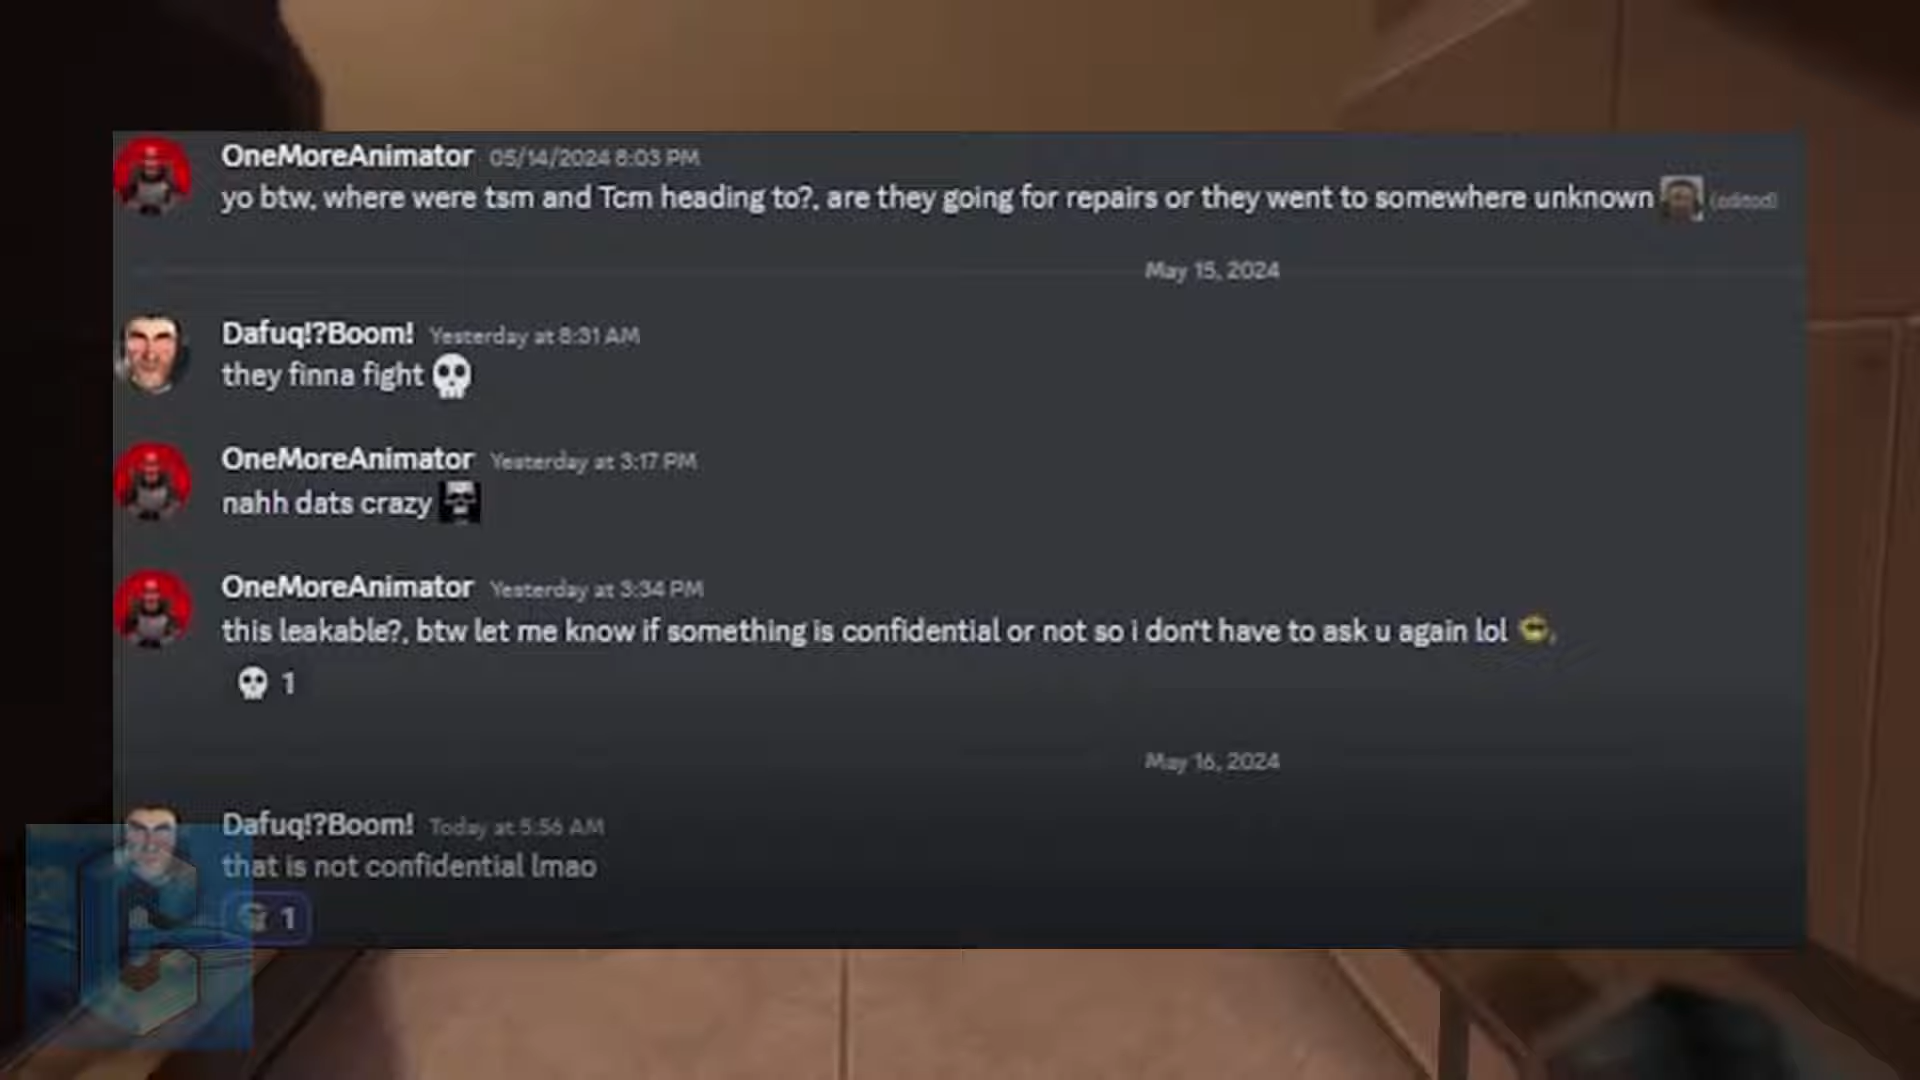 OneMoreAnimator 05/14/2024 8:03 PM
yo btw, where were tsm and Tcm heading to?, are they going for repairs or they went to somewhere unknown (edited)
May 15, 2024
Dafuq!?Boom! Yesterday at 8:31 AM
they finna fight 💀
OneMoreAnimator Yesterday at 3:17 PM
nahh dats crazy
OneMoreAnimator Yesterday at 3:34 PM
this leakable?, btw let me know if something is confidential or not so i don't have to ask u again lol
💀 1
May 16, 2024
Dafuq!?Boom! Today at 5:56 AM
that is not confidential lmao
1